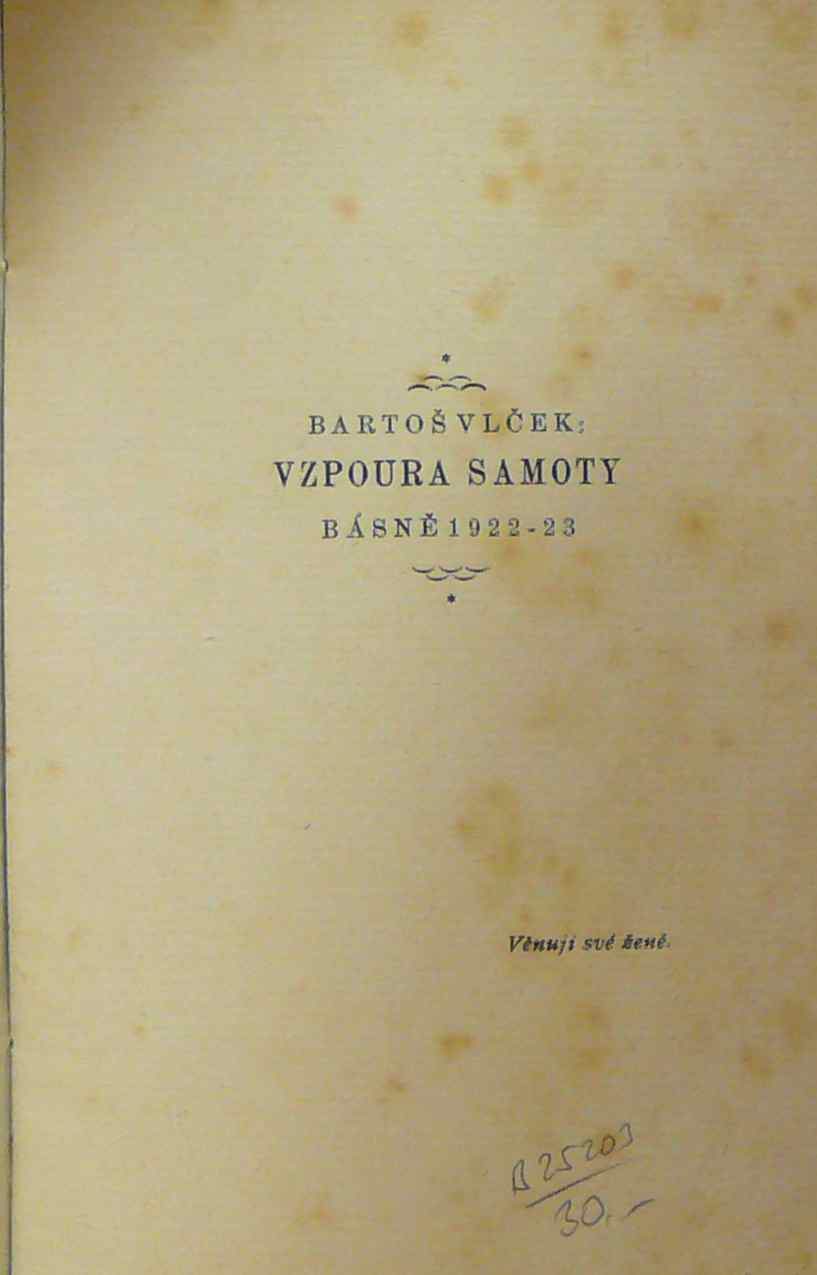 BARTOŠ VLČEK:
VZPOURA SAMOTY
BÁSNĚ 1922-23
Věnuji své ženě.
B 25203
30.-